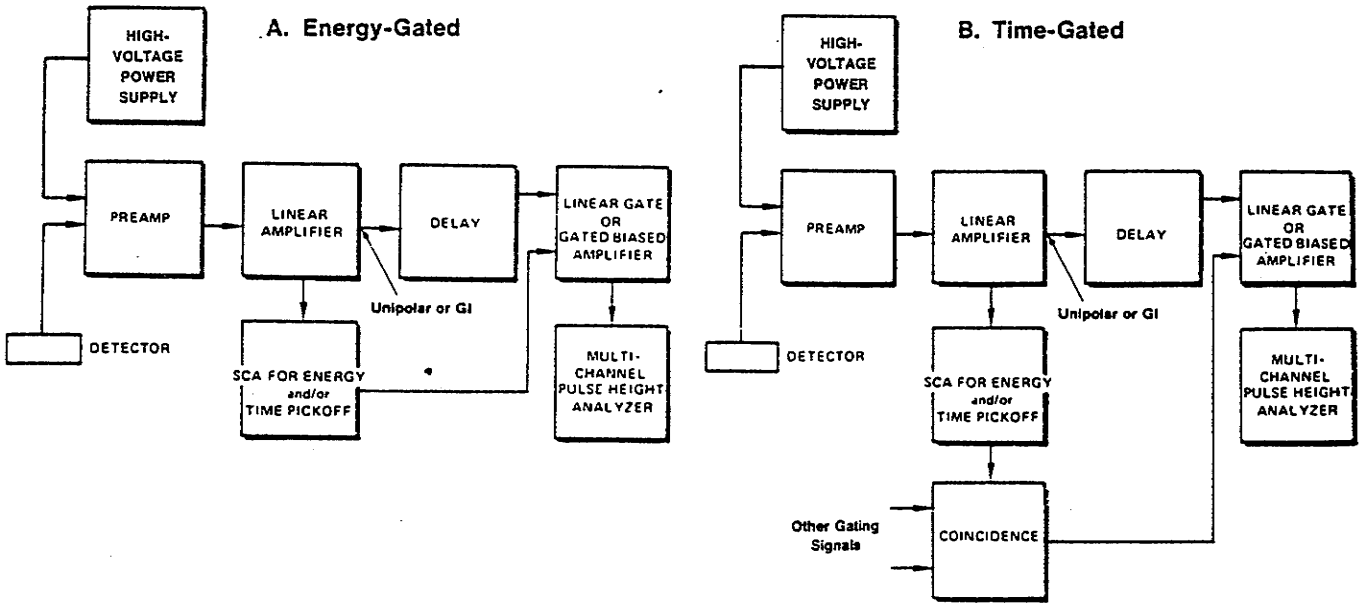 A. Energy-Gated
HIGH-
VOLTAGE
POWER
SUPPLY
PREAMP
LINEAR
AMPLIFIER
DELAY
LINEAR GATE
OR
GATED BIASED
AMPLIFIER
Unipolar or GI
DETECTOR
SCA FOR ENERGY
and/or
TIME PICKOFF
MULTI-
CHANNEL
PULSE HEIGHT
ANALYZER
B. Time-Gated
HIGH-
VOLTAGE
POWER
SUPPLY
PREAMP
LINEAR
AMPLIFIER
DELAY
LINEAR GATE
OR
GATED BIASED
AMPLIFIER
Unipolar or GI
DETECTOR
SCA FOR ENERGY
and/or
TIME PICKOFF
MULTI-
CHANNEL
PULSE HEIGHT
ANALYZER
Other Gating
Signals
COINCIDENCE